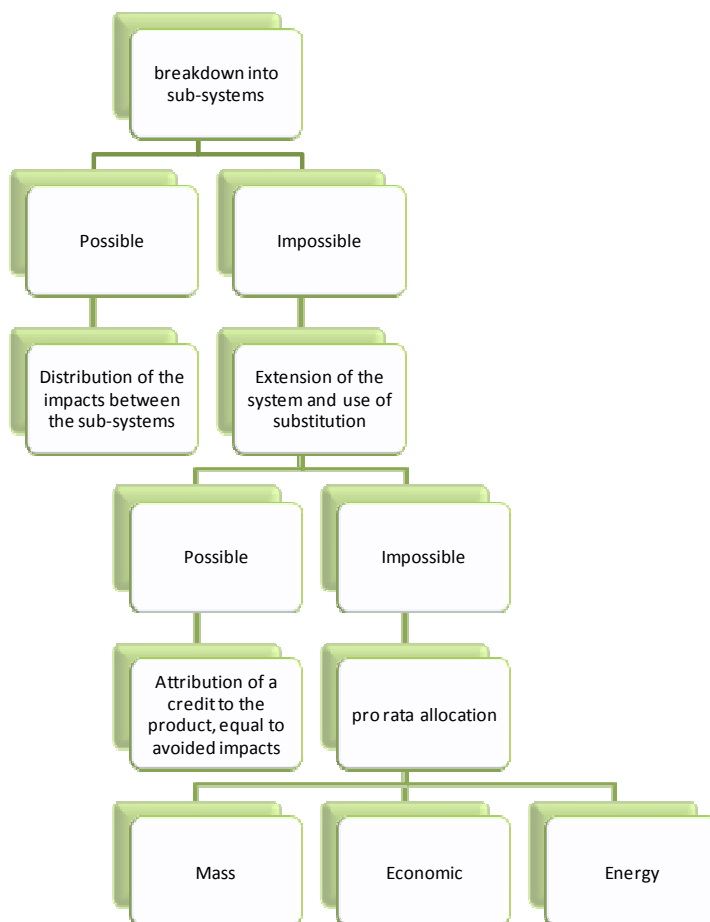 breakdown into
sub-systems
Possible
Impossible
Distribution of the
impacts between
the sub-systems
Extension of the
system and use of
substitution
Possible
Impossible
Attribution of a
credit to the
product, equal to
avoided impacts
pro rata allocation
Mass
Economic
Energy